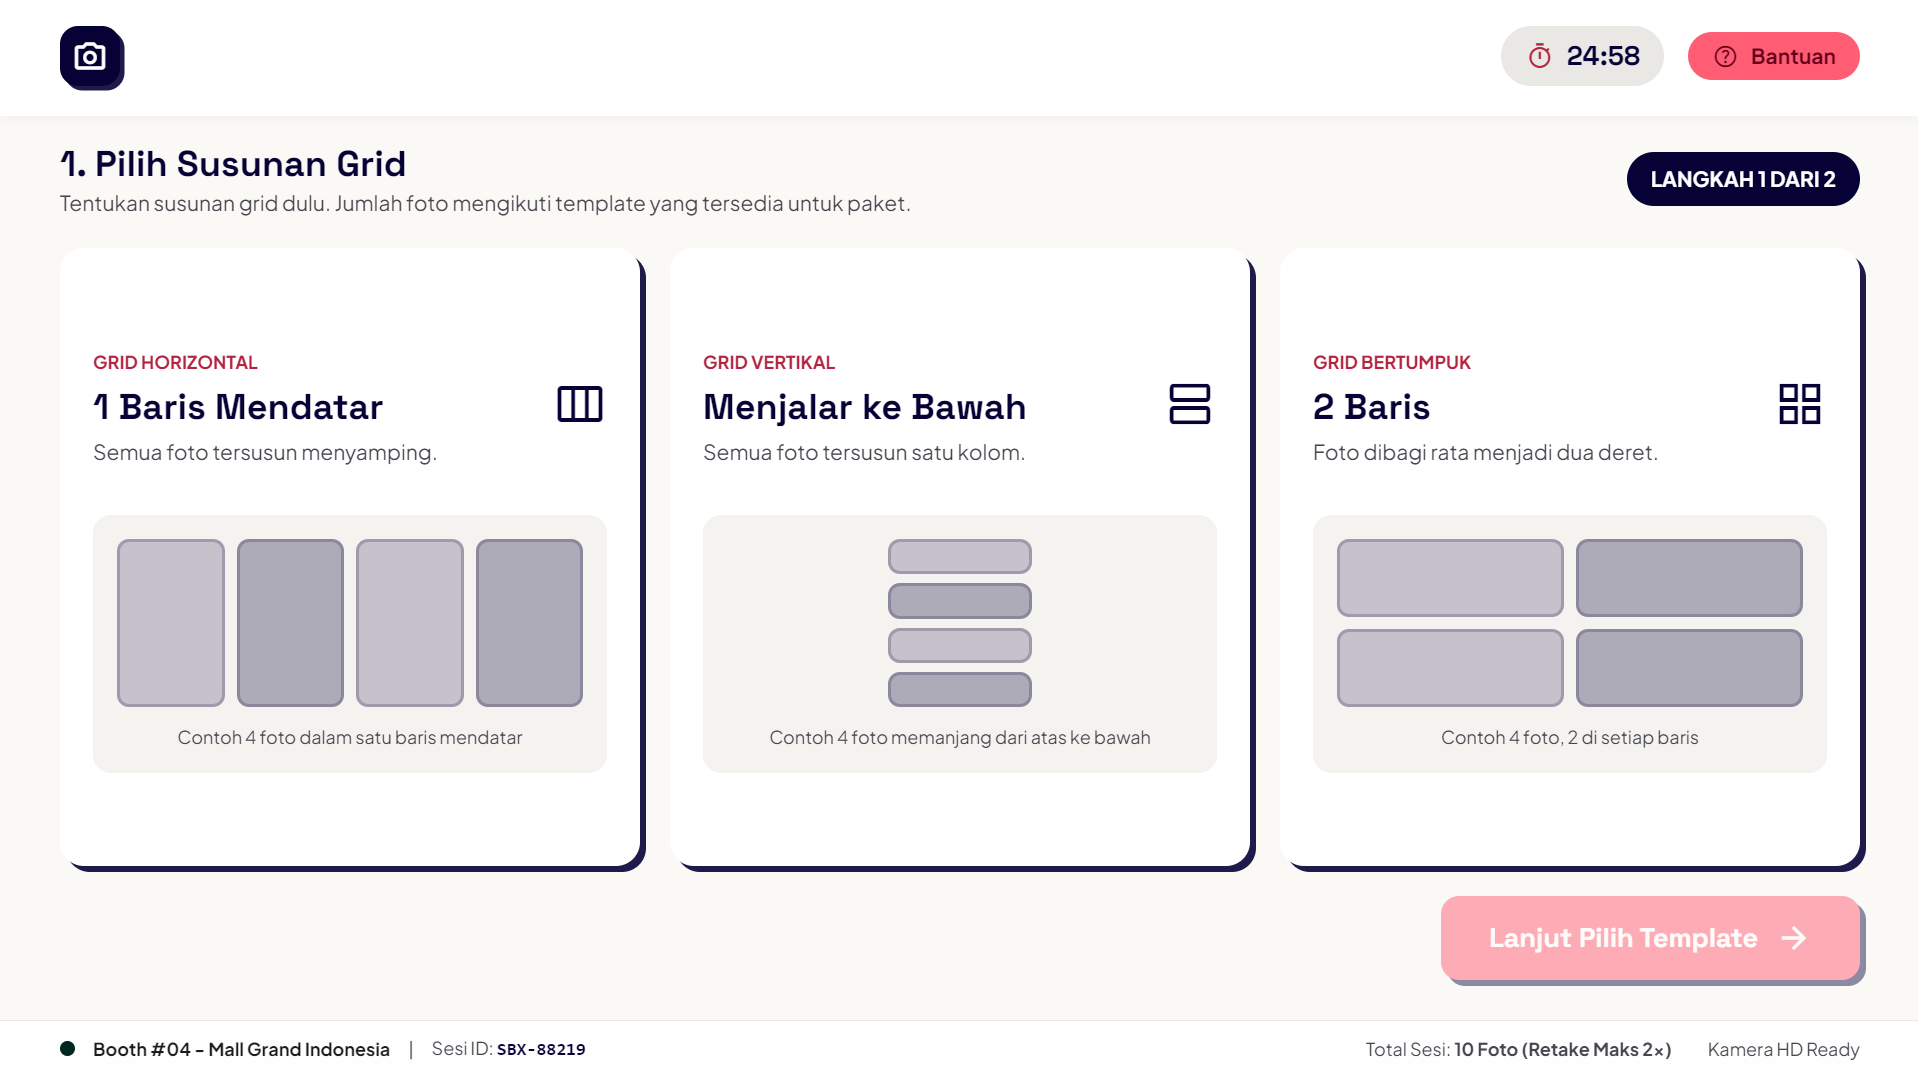 24:58
Bantuan
1. Pilih Susunan Grid
Tentukan susunan grid dulu. Jumlah foto mengikuti template yang tersedia untuk paket.
LANGKAH 1 DARI 2
GRID HORIZONTAL
1 Baris Mendatar
Semua foto tersusun menyamping.
Contoh 4 foto dalam satu baris mendatar
GRID VERTIKAL
Menjalar ke Bawah
Semua foto tersusun satu kolom.
Contoh 4 foto memanjang dari atas ke bawah
GRID BERTUMPUK
2 Baris
Foto dibagi rata menjadi dua deret.
Contoh 4 foto, 2 di setiap baris
Lanjut Pilih Template
Booth #04 - Mall Grand Indonesia | Sesi ID: SBX-88219
Total Sesi: 10 Foto (Retake Maks 2×) Kamera HD Ready